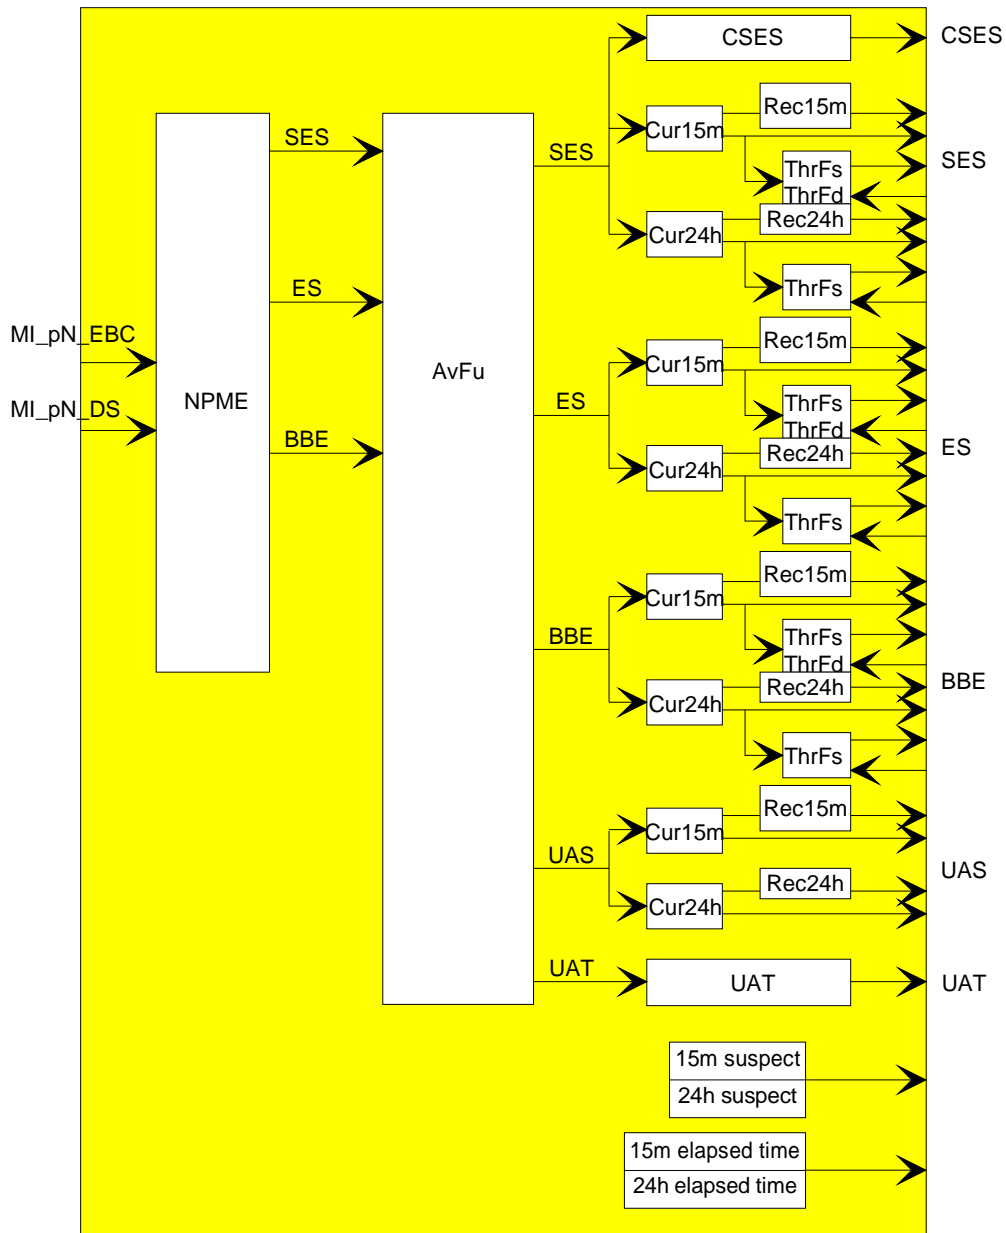 CSES
CSES
Rec15m
SES
Cur15m
SES
SES
ThrFs
ThrFd
Rec24h
Cur24h
ES
ThrFs
MI_pN_EBC
Rec15m
Cur15m
AvFu
MI_pN_DS
NPME
ES
ThrFs
ThrFd
BBE
Rec24h
ES
Cur24h
ThrFs
Rec15m
Cur15m
BBE
ThrFs
ThrFd
Rec24h
BBE
Cur24h
ThrFs
Rec15m
Cur15m
UAS
UAS
Rec24h
Cur24h
UAT
UAT
UAT
15m suspect
24h suspect
15m elapsed time
24h elapsed time